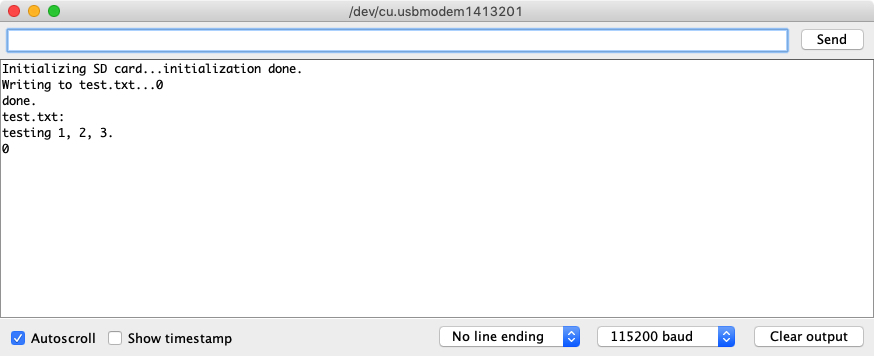 /dev/cu.usbmodem1413201
Send
Initializing SD card...initialization done.
Writing to test.txt...0
done.
test.txt:
testing 1, 2, 3.
0
Autoscroll
Show timestamp
No line ending
115200 baud
Clear output